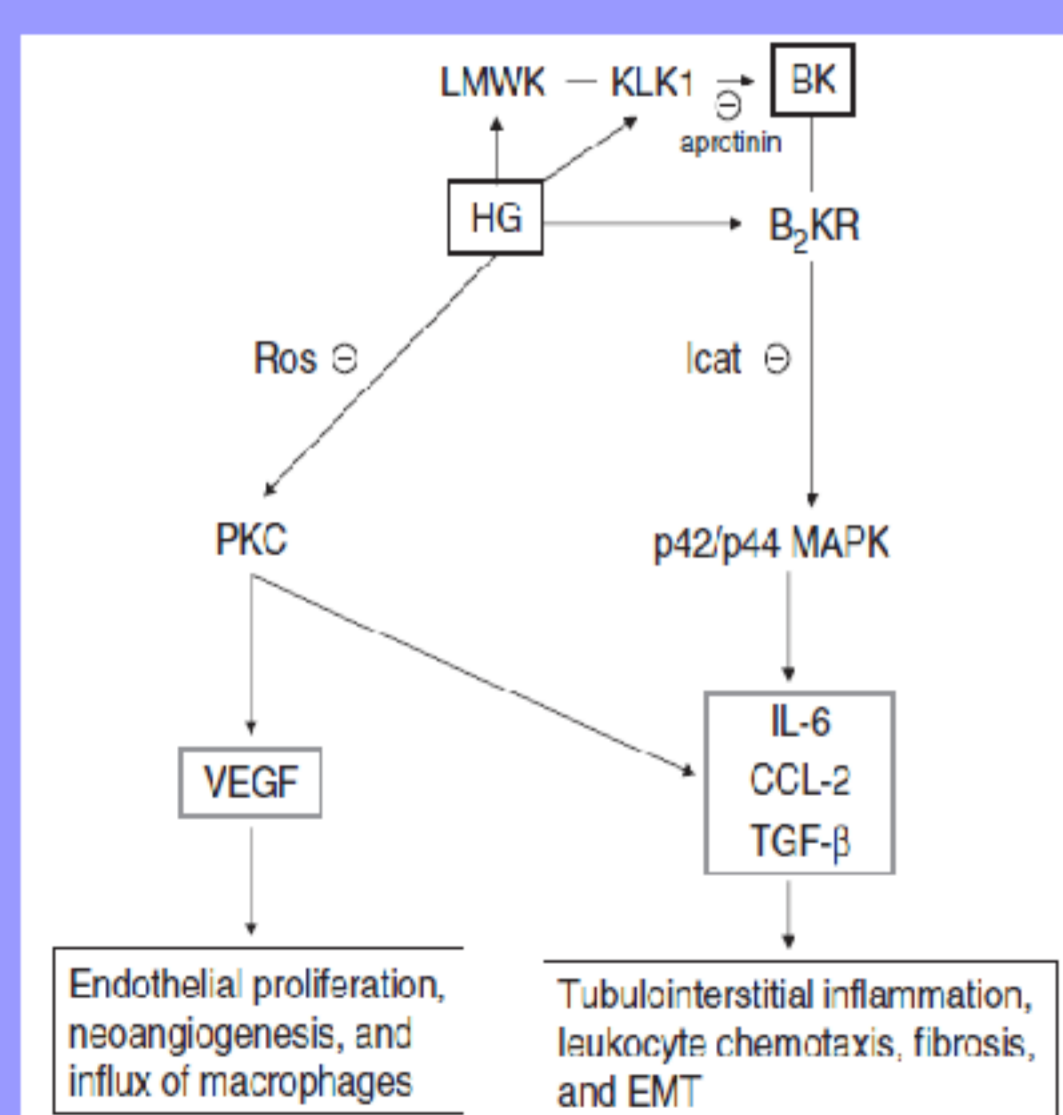 LMWK — KLK1 → BK
⊖
aprotinin
HG
B₂KR
Ros ⊖
Icat ⊖
PKC
p42/p44 MAPK
IL-6
VEGF
CCL-2
TGF-β
Endothelial proliferation,
neoangiogenesis, and
influx of macrophages
Tubulointerstitial inflammation,
leukocyte chemotaxis, fibrosis,
and EMT